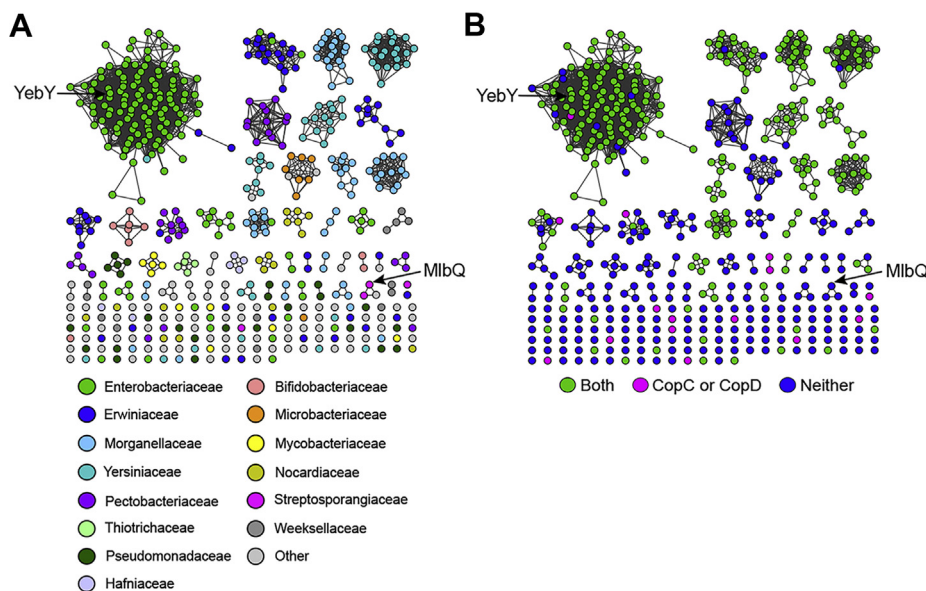 A
YebY
MlbQ
Enterobacteriaceae
Erwiniaceae
Morganellaceae
Yersiniaceae
Pectobacteriaceae
Thiotrichaceae
Pseudomonadaceae
Hafniaceae
Bifidobacteriaceae
Microbacteriaceae
Mycobacteriaceae
Nocardiaceae
Streptosporangiaceae
Weeksellaceae
Other
B
YebY
MlbQ
Both
CopC or CopD
Neither